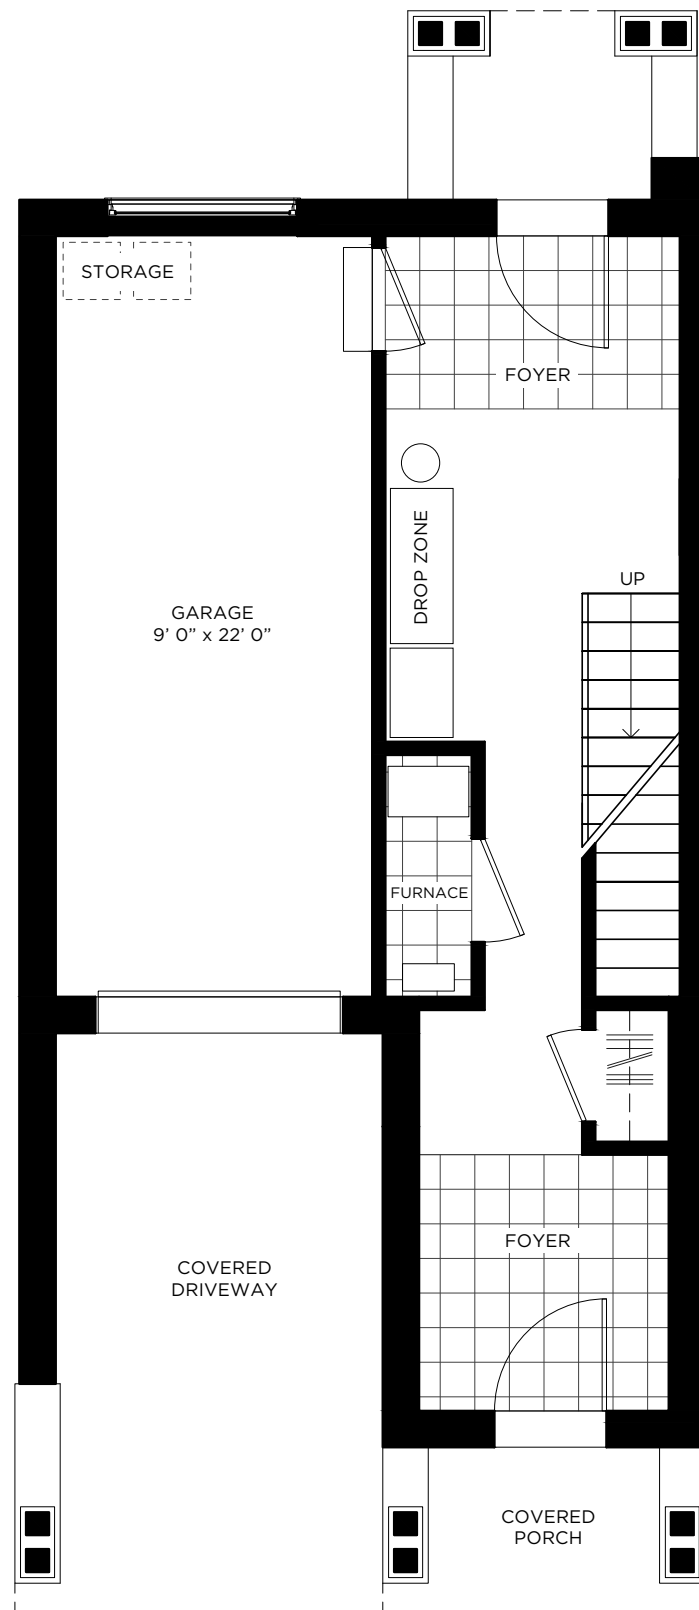 STORAGE
FOYER
DROP ZONE
UP
GARAGE
9’ 0” x 22’ 0”
FURNACE
FOYER
COVERED
DRIVEWAY
COVERED
PORCH